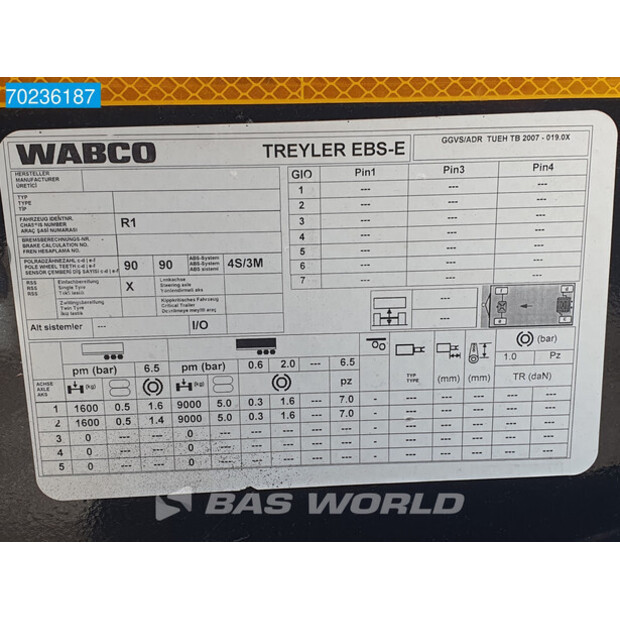 70236187
WABCO TREYLER EBS-E GGVS/ADR TUEH TB 2007 - 019.0X
HERSTELLER
MANUFACTURER
ÜRETİCİ
TYP
TYPE
TİP
FAHRZEUG IDENTNR.
CHASSIS NUMBER R1
ARAÇ ŞASİ NUMARASI
BREMSBERECHNUNGS-NR.
BRAKE CALCULATION NO.
FREN HESAPLAMA NO.
POLRADZÄHNEZAHL c-d | e-f ABS-System
POLE WHEEL TEETH c-d | e-f 90 90 ABS-System 4S/3M
SENSOR ÇEMBERİ DİŞ SAYISI c-d | e-f ABS sistemi
RSS Einfachbereifung Lenkachse
RSS Single Tyre X Steering axle
RSS Tekli lastik
Zwillingsbereifung Kippkritisches Fahrzeug
Twin Tyre Critical Trailer
İkiz lastik Devrilmeye meyilli araç
Alt sistemler --- I/O
GIO Pin1 Pin3 Pin4
1 --- --- ---
2 --- --- ---
3 --- --- ---
4 --- --- ---
5 --- --- ---
6 --- --- ---
7 --- --- ---
pm (bar) 6.5 pm (bar) 0.6 2.0 --- 6.5 (bar)
1.0 Pz
ACHSE
AXLE
AKS
(kg) (kg) pz TYP
TYPE (mm) (mm) TR (daN)
1 1600 0.5 1.6 9000 5.0 0.3 1.6 --- 7.0 - --- --- --- --- --- ---
2 1600 0.5 1.4 9000 5.0 0.3 1.6 --- 7.0 - --- --- --- --- --- ---
3 0 --- --- 0 --- --- --- --- --- - --- --- --- --- --- ---
4 0 --- --- 0 --- --- --- --- --- - --- --- --- --- --- ---
5 0 --- --- 0 --- --- --- --- --- - --- --- --- --- --- ---
BAS WORLD